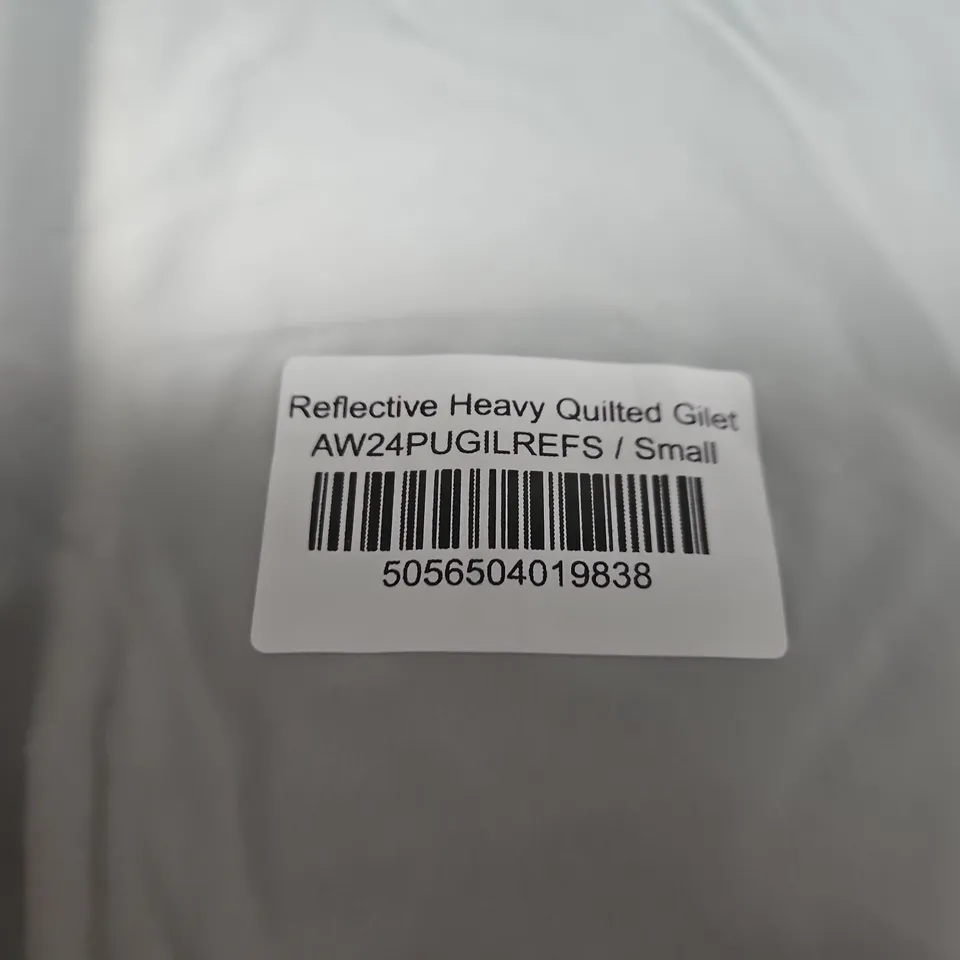 Reflective Heavy Quilted Gilet
AW24PUGILREFS / Small
5056504019838